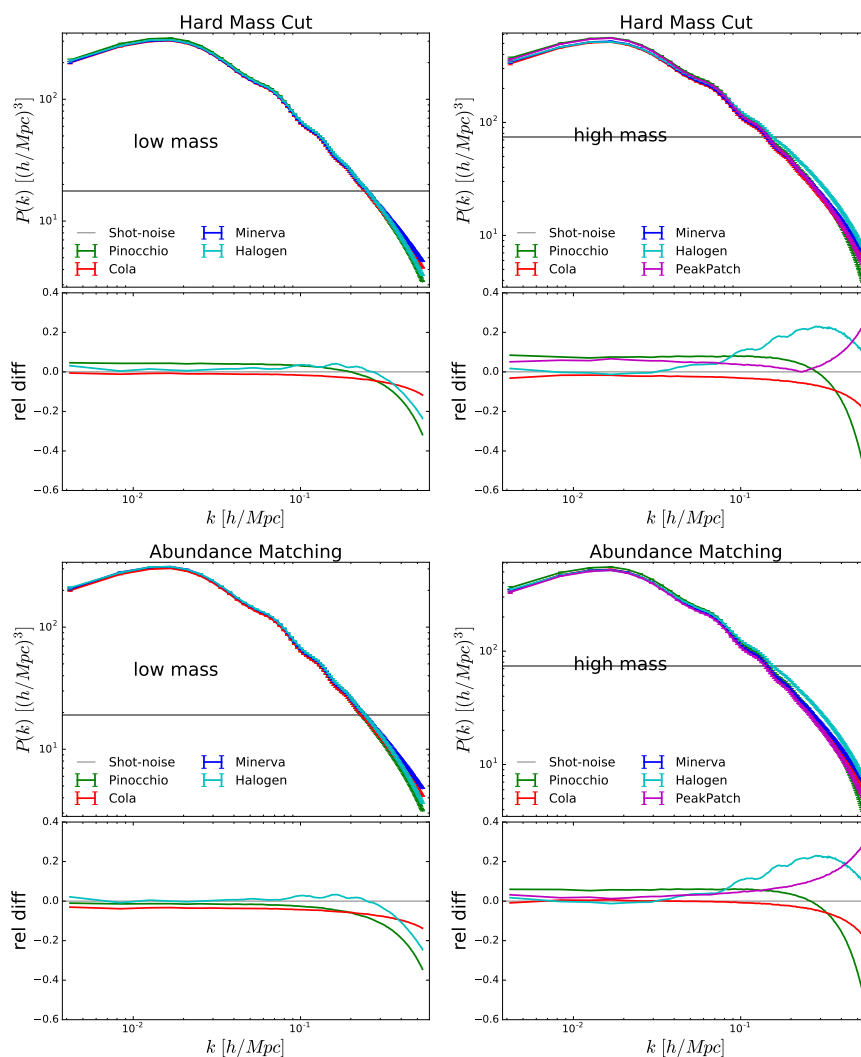 Hard Mass Cut
P(k) [(h/Mpc)^3]
10^2
10^1
low mass
Shot-noise
Pinocchio
Cola
Minerva
Halogen
rel diff
0.4
0.2
0.0
−0.2
−0.4
−0.6
10^-2
10^-1
k [h/Mpc]
Hard Mass Cut
P(k) [(h/Mpc)^3]
10^2
10^1
high mass
Shot-noise
Pinocchio
Cola
Minerva
Halogen
PeakPatch
rel diff
0.4
0.2
0.0
−0.2
−0.4
−0.6
10^-2
10^-1
k [h/Mpc]
Abundance Matching
P(k) [(h/Mpc)^3]
10^2
10^1
low mass
Shot-noise
Pinocchio
Cola
Minerva
Halogen
rel diff
0.4
0.2
0.0
−0.2
−0.4
−0.6
10^-2
10^-1
k [h/Mpc]
Abundance Matching
P(k) [(h/Mpc)^3]
10^2
10^1
high mass
Shot-noise
Pinocchio
Cola
Minerva
Halogen
PeakPatch
rel diff
0.4
0.2
0.0
−0.2
−0.4
−0.6
10^-2
10^-1
k [h/Mpc]